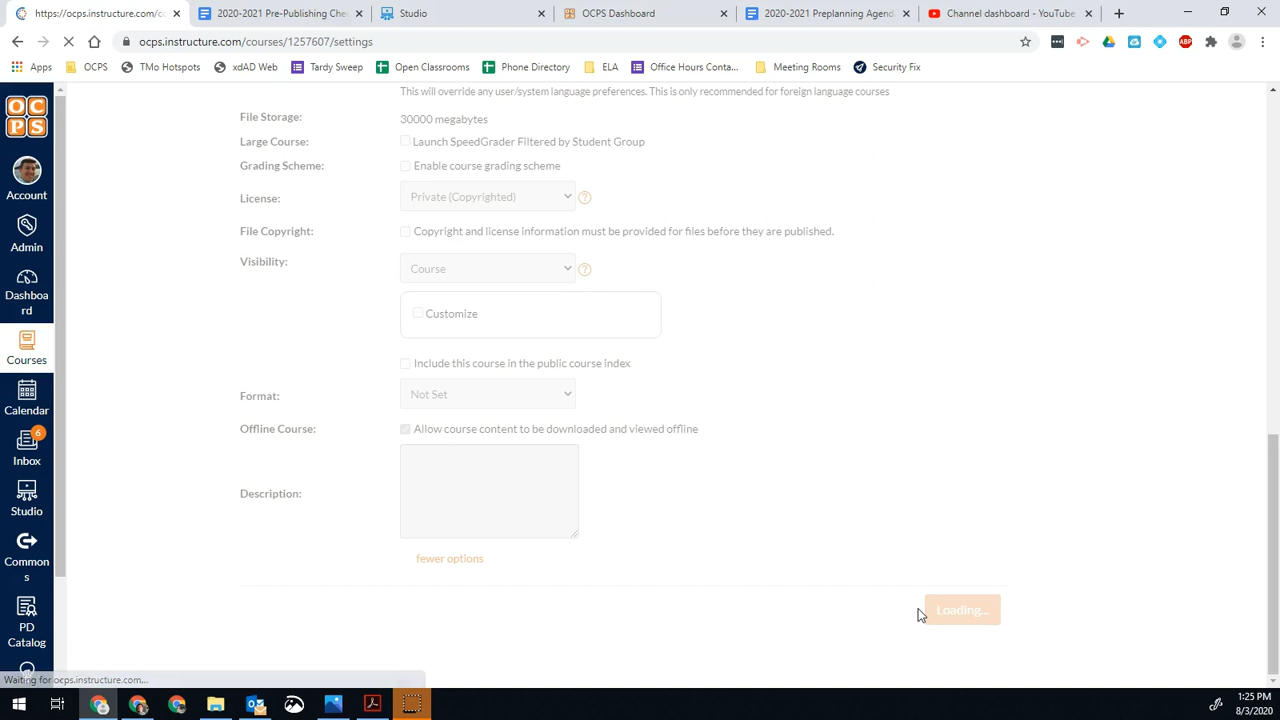 https://ocps.instructure.com/cc
2020-2021 Pre-Publishing Che
Studio
OCPS Dashboard
2020-2021 Preplanning Agend
Channel dashboard - YouTube
ocps.instructure.com/courses/1257607/settings
ABP
Apps
OCPS
TMo Hotspots
xdAD Web
Tardy Sweep
Open Classrooms
Phone Directory
ELA
Office Hours Conta...
Meeting Rooms
Security Fix
OCPS
Account
Admin
Dashboard
Courses
Calendar
6
Inbox
Studio
Commons
PD Catalog
This will override any user/system language preferences. This is only recommended for foreign language courses
File Storage: 30000 megabytes
Large Course: Launch SpeedGrader Filtered by Student Group
Grading Scheme: Enable course grading scheme
License: Private (Copyrighted) ?
File Copyright: Copyright and license information must be provided for files before they are published.
Visibility: Course ?
Customize
Include this course in the public course index
Format: Not Set
Offline Course: Allow course content to be downloaded and viewed offline
Description:
fewer options
Loading...
Waiting for ocps.instructure.com...
1:25 PM
8/3/2020